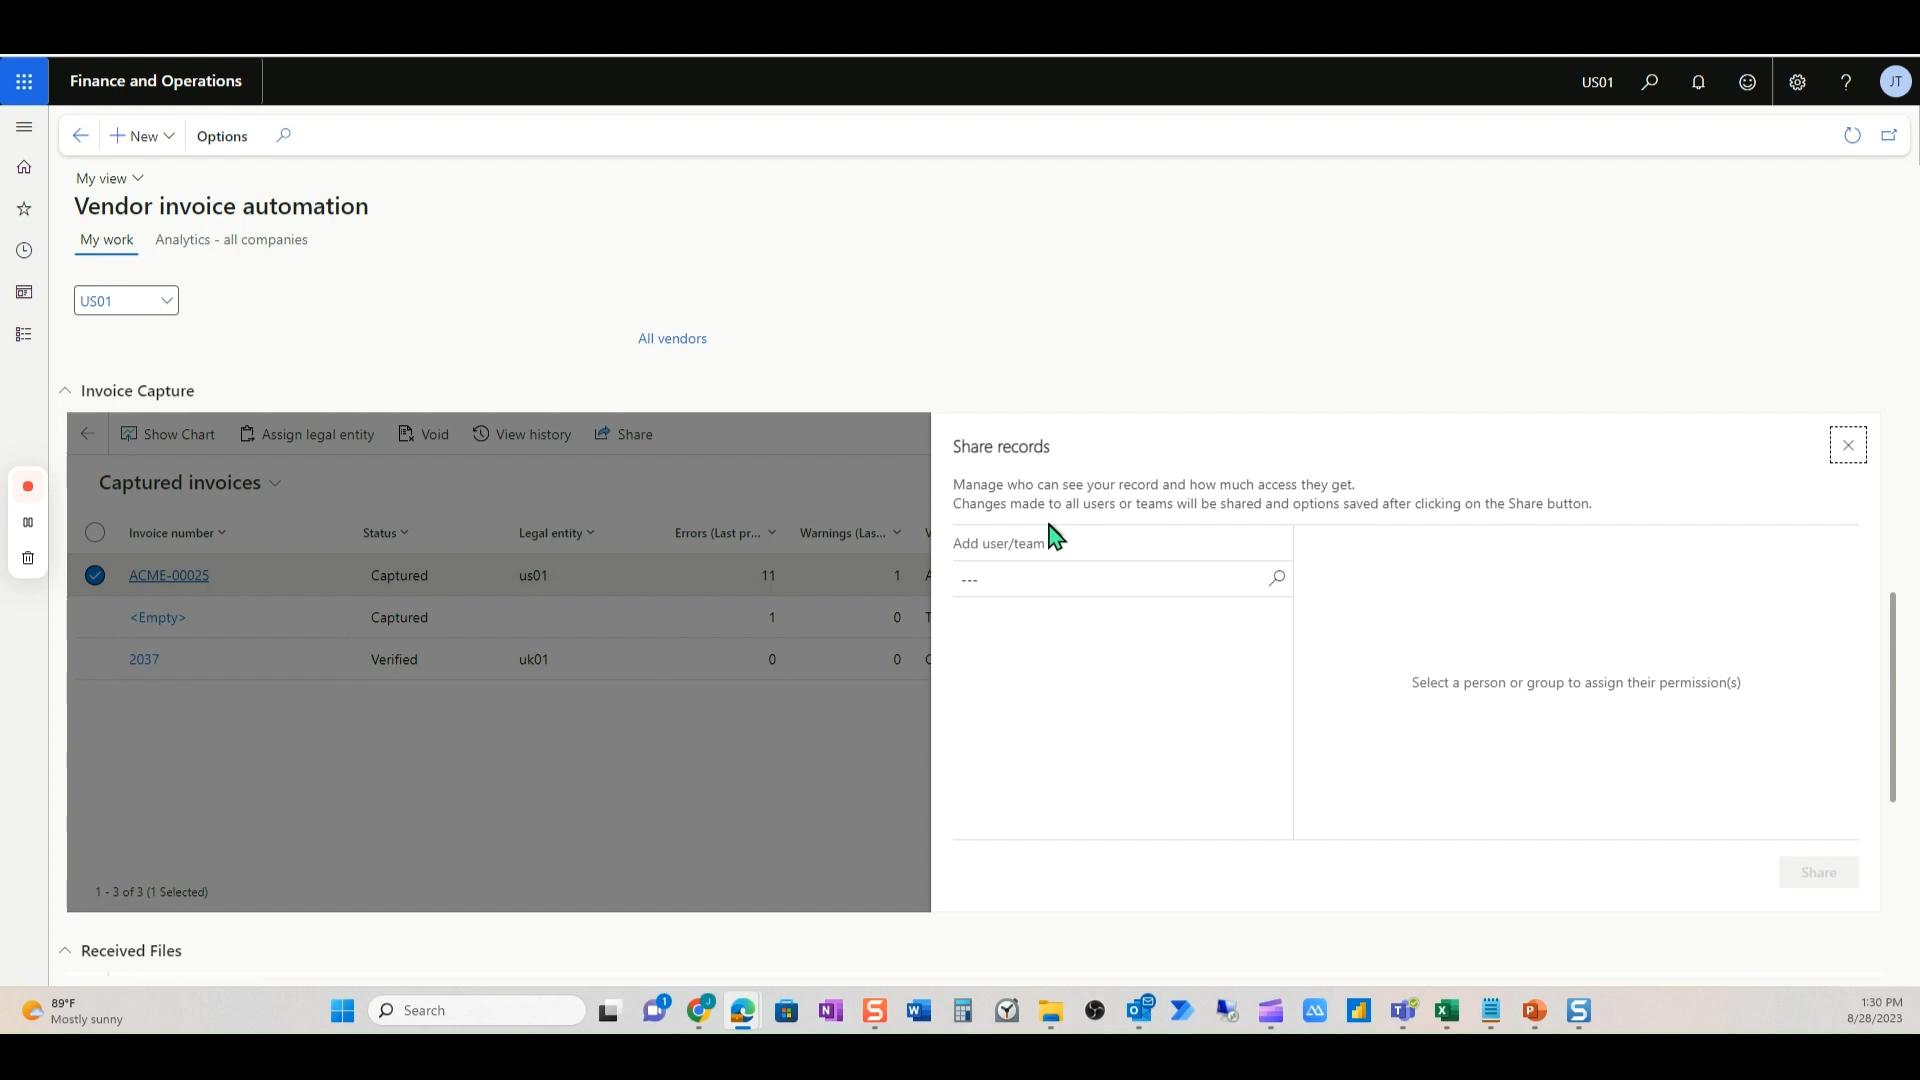 Finance and Operations
US01
JT
New
Options
My view
Vendor invoice automation
My work
Analytics - all companies
US01
All vendors
Invoice Capture
Show Chart
Assign legal entity
Void
View history
Share
Captured invoices
Invoice number
Status
Legal entity
Errors (Last pr...
Warnings (Las...
ACME-00025
Captured
us01
11
1
<Empty>
Captured
1
0
2037
Verified
uk01
0
0
1 - 3 of 3 (1 Selected)
Share records
Manage who can see your record and how much access they get.
Changes made to all users or teams will be shared and options saved after clicking on the Share button.
Add user/team
---
Select a person or group to assign their permission(s)
Share
Received Files
89°F
Mostly sunny
Search
1
J
1:30 PM
8/28/2023